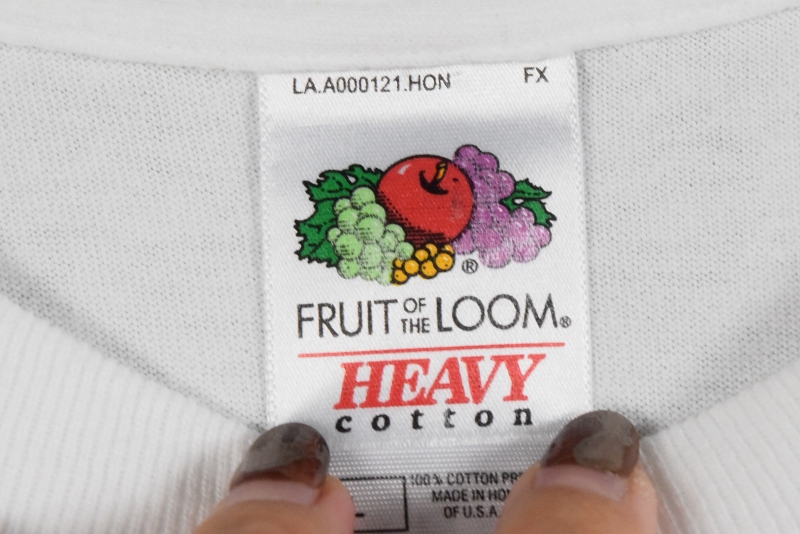 LA.A000121.HON FX
®
FRUIT OF THE LOOM®
HEAVY
cotton
100% COTTON
MADE IN
OF U.S.A.